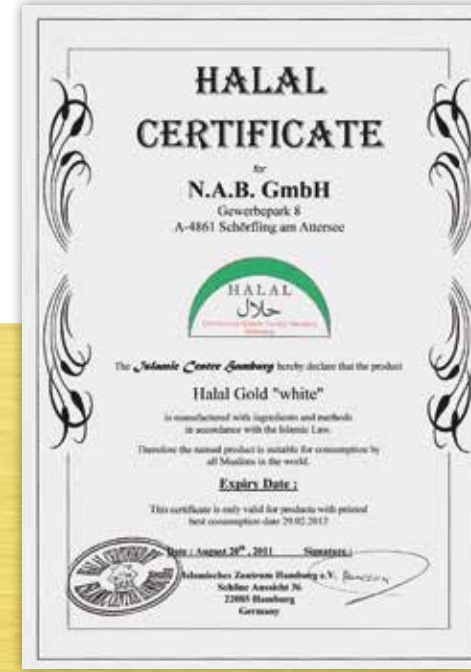 HALAL
CERTIFICATE
for
N.A.B. GmbH
Gewerbepark 8
A-4861 Schörfling am Attersee
HALAL
حلال
The Islamic Centre Hamburg hereby declare that the product
Halal Gold "white"
is manufactured with ingredients and methods
in accordance with the Islamic Law.
Therefore the named product is suitable for consumption by
all Muslims in the world.
Expiry Date :
This certificate is only valid for products with printed
best consumption date 29.02.2012
Date : August 20th, 2011 Signature :
Islamisches Zentrum Hamburg e.V.
Schöne Aussicht 36
22085 Hamburg
Germany